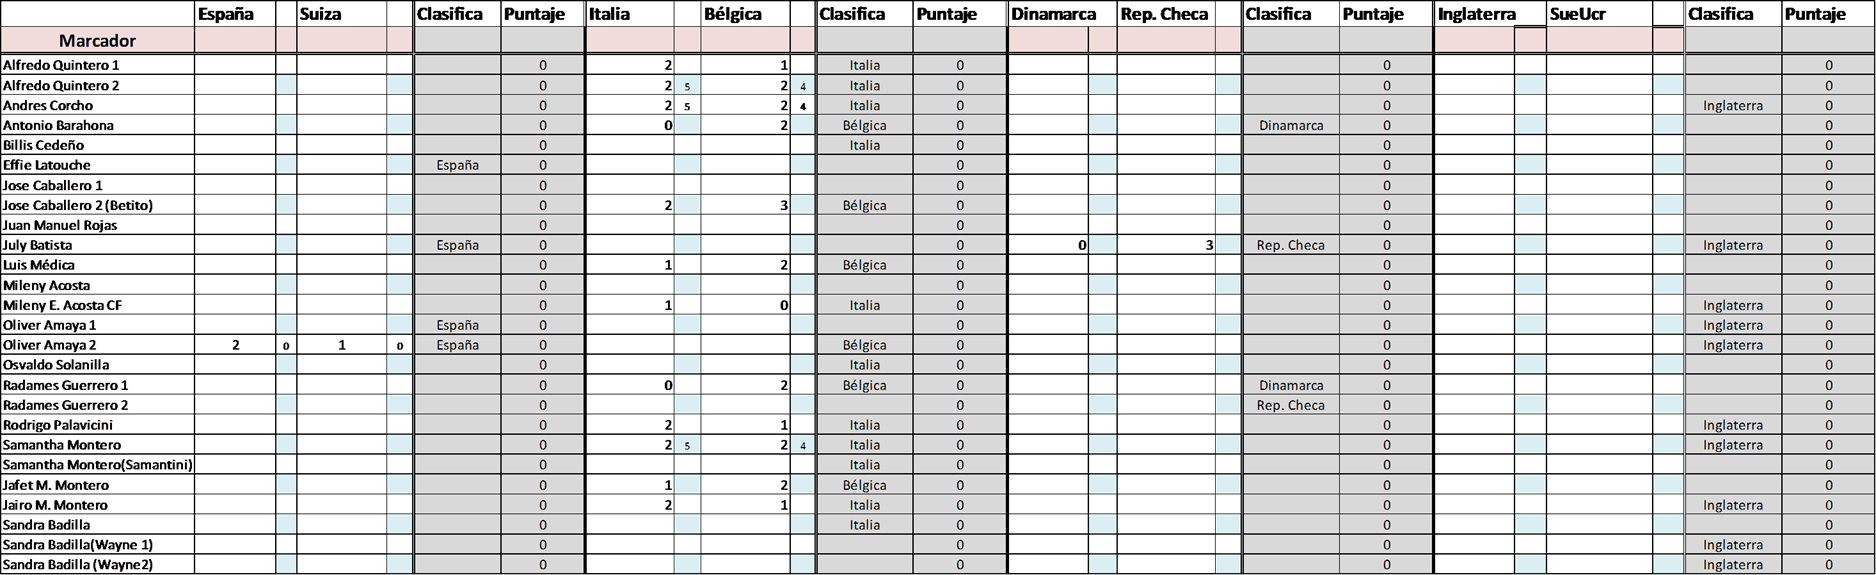 España Suiza Clasifica Puntaje Italia Bélgica Clasifica Puntaje Dinamarca Rep. Checa Clasifica Puntaje Inglaterra SueUcr Clasifica Puntaje
Marcador
Alfredo Quintero 1 0 2 1 Italia 0 0 0
Alfredo Quintero 2 0 2 5 2 4 Italia 0 0 0
Andres Corcho 0 2 5 2 4 Italia 0 0 Inglaterra 0
Antonio Barahona 0 0 2 Bélgica 0 Dinamarca 0 0
Billis Cedeño 0 Italia 0 0 0
Effie Latouche España 0 0 0 0
Jose Caballero 1 0 0 0 0
Jose Caballero 2 (Betito) 0 2 3 Bélgica 0 0 0
Juan Manuel Rojas 0 0 0 0
July Batista España 0 0 0 3 Rep. Checa 0 Inglaterra 0
Luis Médica 0 1 2 Bélgica 0 0 0
Mileny Acosta 0 0 0 0
Mileny E. Acosta CF 0 1 0 Italia 0 0 Inglaterra 0
Oliver Amaya 1 España 0 0 0 Inglaterra 0
Oliver Amaya 2 2 0 1 0 España 0 Bélgica 0 0 Inglaterra 0
Osvaldo Solanilla 0 Italia 0 0 0
Radames Guerrero 1 0 0 2 Bélgica 0 Dinamarca 0 0
Radames Guerrero 2 0 0 Rep. Checa 0 0
Rodrigo Palavicini 0 2 1 Italia 0 0 Inglaterra 0
Samantha Montero 0 2 5 2 4 Italia 0 0 Inglaterra 0
Samantha Montero(Samantini) 0 Italia 0 0 0
Jafet M. Montero 0 1 2 Bélgica 0 0 0
Jairo M. Montero 0 2 1 Italia 0 0 Inglaterra 0
Sandra Badilla 0 Italia 0 0 0
Sandra Badilla(Wayne 1) 0 0 0 Inglaterra 0
Sandra Badilla (Wayne2) 0 0 0 Inglaterra 0